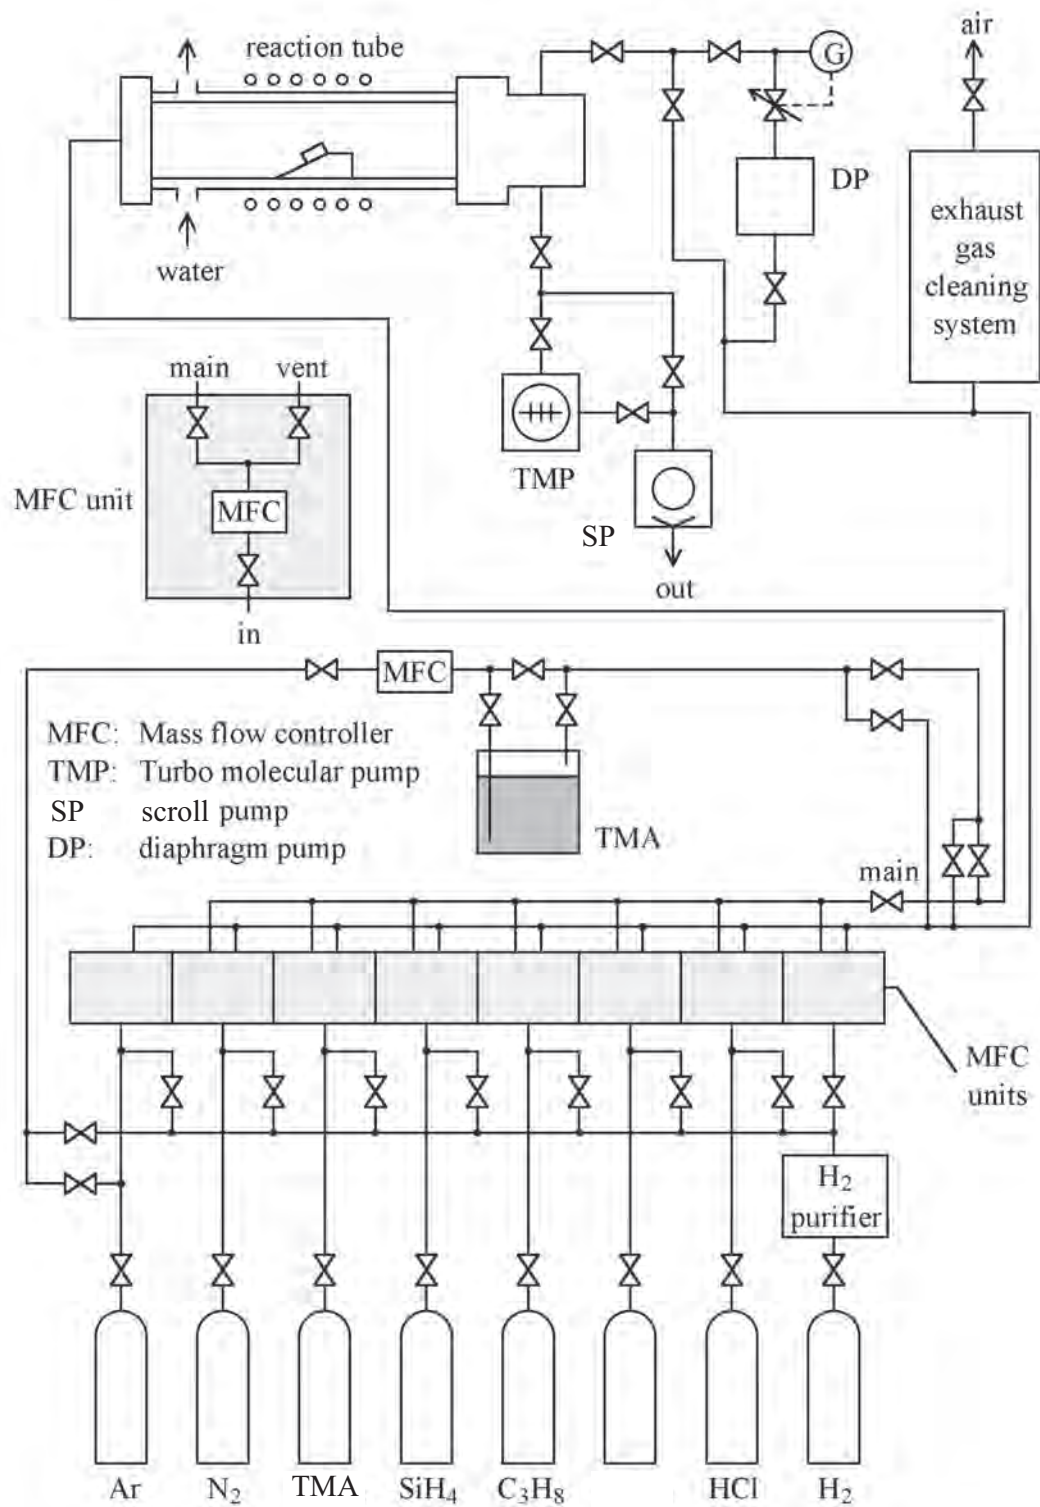 reaction tube
G
air
DP
exhaust
gas
cleaning
system
water
main
vent
MFC unit
MFC
in
TMP
SP
out
MFC
MFC: Mass flow controller
TMP: Turbo molecular pump
SP scroll pump
DP: diaphragm pump
TMA
main
MFC
units
H2
purifier
Ar
N2
TMA
SiH4
C3H8
HCl
H2